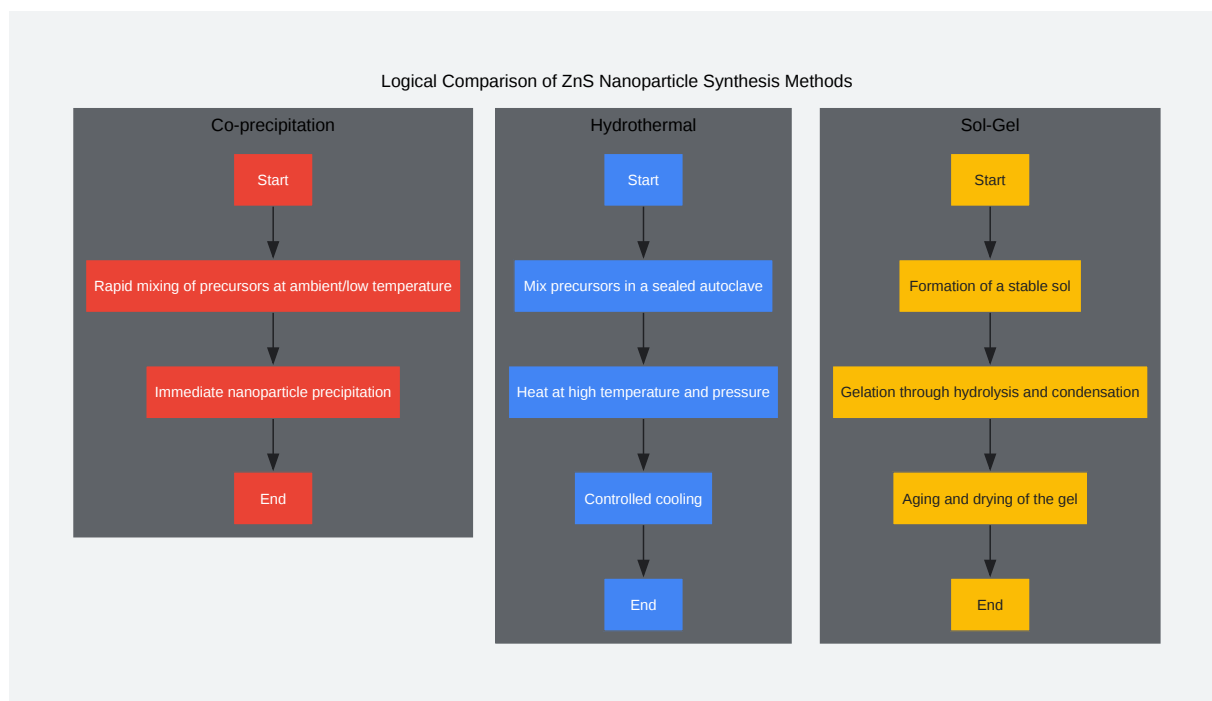 Logical Comparison of ZnS Nanoparticle Synthesis Methods
Co-precipitation
Start
Rapid mixing of precursors at ambient/low temperature
Immediate nanoparticle precipitation
End
Hydrothermal
Start
Mix precursors in a sealed autoclave
Heat at high temperature and pressure
Controlled cooling
End
Sol-Gel
Start
Formation of a stable sol
Gelation through hydrolysis and condensation
Aging and drying of the gel
End